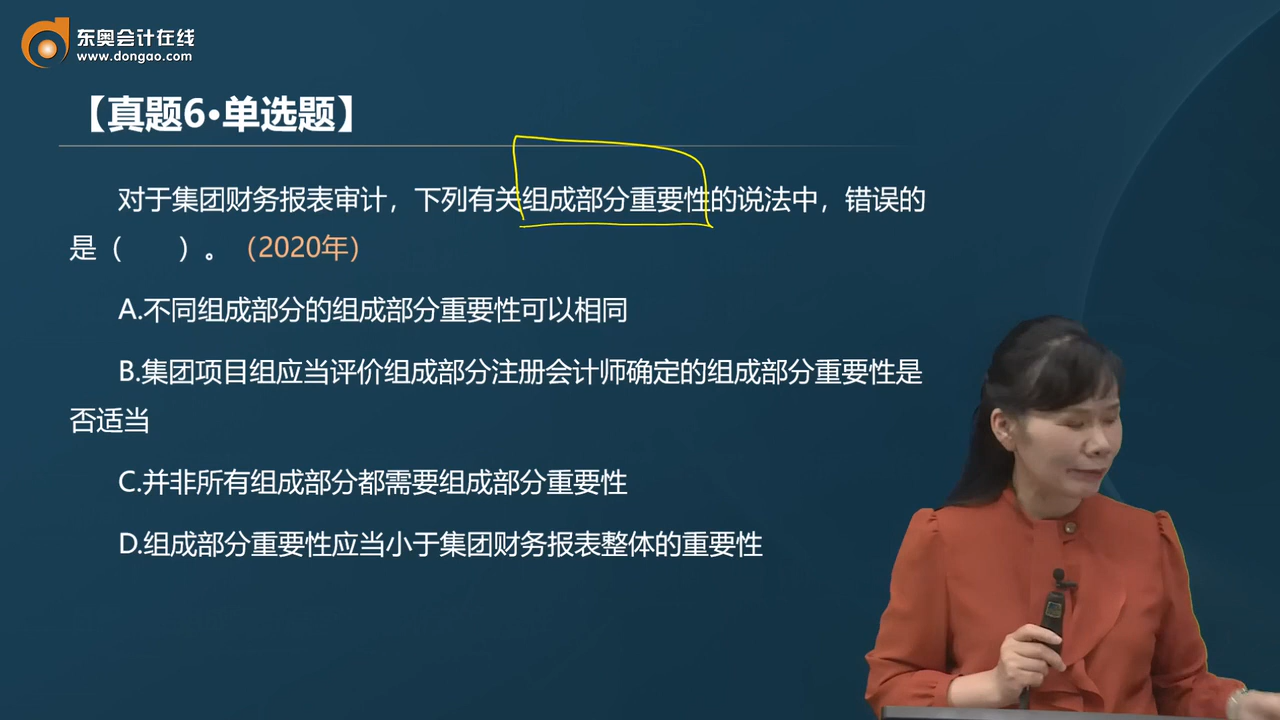 东奥会计在线
www.dongao.com
【真题6·单选题】
对于集团财务报表审计，下列有关组成部分重要性的说法中，错误的
是（　　）。（2020年）
A.不同组成部分的组成部分重要性可以相同
B.集团项目组应当评价组成部分注册会计师确定的组成部分重要性是
否适当
C.并非所有组成部分都需要组成部分重要性
D.组成部分重要性应当小于集团财务报表整体的重要性